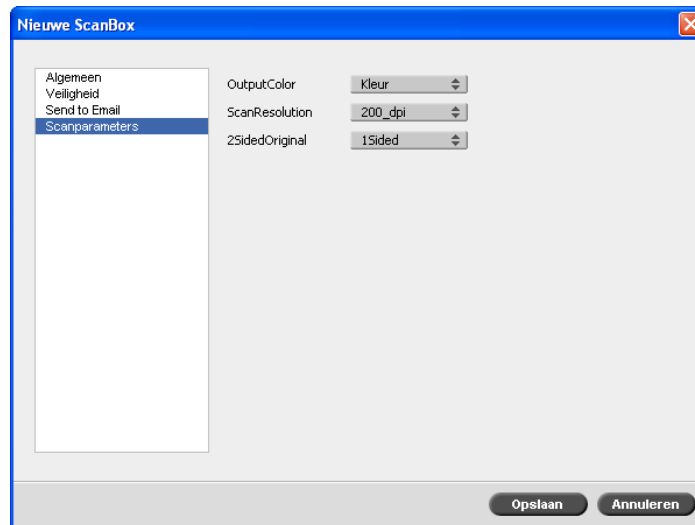 Nieuwe ScanBox
Algemeen
Veiligheid
Send to Email
Scanparameters
OutputColor Kleur
ScanResolution 200_dpi
2SidedOriginal 1Sided
Opslaan Annuleren